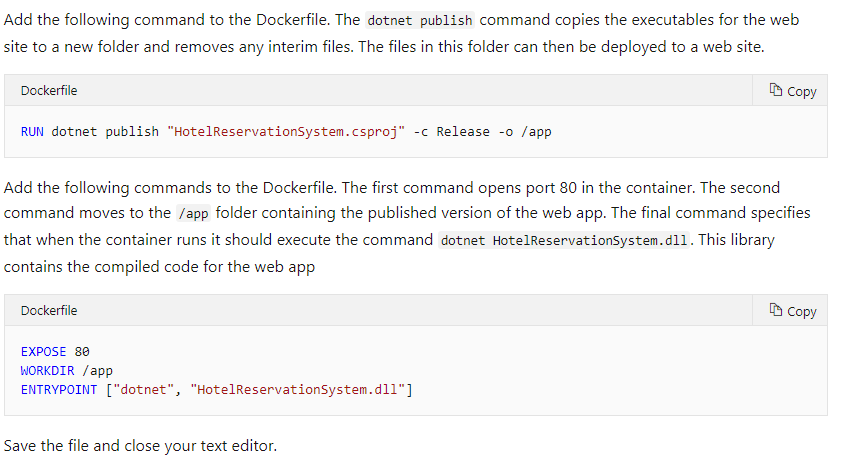 Add the following command to the Dockerfile. The dotnet publish command copies the executables for the web
site to a new folder and removes any interim files. The files in this folder can then be deployed to a web site.
Dockerfile
Copy
RUN dotnet publish "HotelReservationSystem.csproj" -c Release -o /app
Add the following commands to the Dockerfile. The first command opens port 80 in the container. The second
command moves to the /app folder containing the published version of the web app. The final command specifies
that when the container runs it should execute the command dotnet HotelReservationSystem.dll. This library
contains the compiled code for the web app
Dockerfile
Copy
EXPOSE 80
WORKDIR /app
ENTRYPOINT ["dotnet", "HotelReservationSystem.dll"]
Save the file and close your text editor.